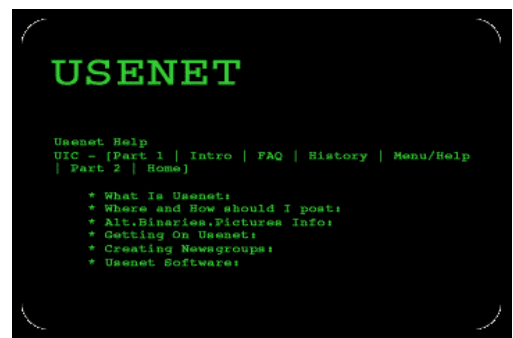 USENET
Usenet Help
UIC - [Part 1 | Intro | FAQ | History | Menu/Help
| Part 2 | Home]
* What Is Usenet:
* Where and How should I post:
* Alt.Binaries.Pictures Info:
* Getting On Usenet:
* Creating Newsgroups:
* Usenet Software: